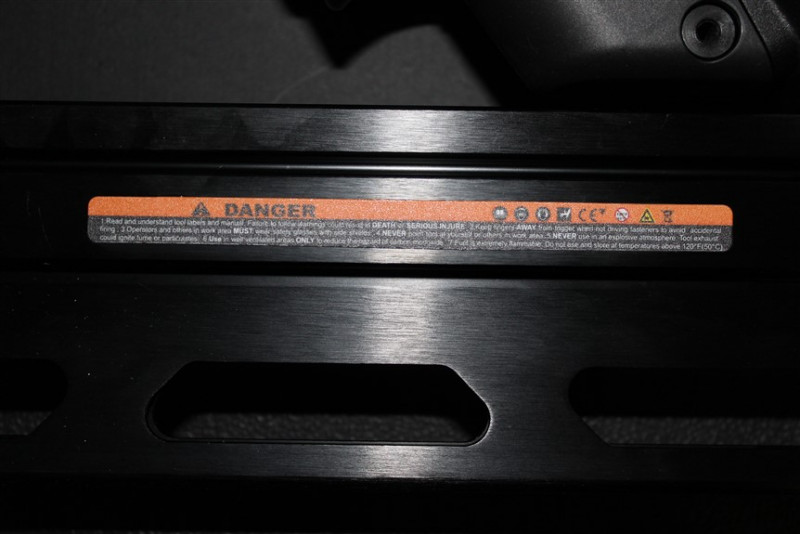 DANGER
1.Read and understand tool labels and manual. Failure to follow warnings could result in DEATH or SERIOUS INJURE. 2.Keep fingers AWAY from trigger when not driving fasteners to avoid accidental
firing. 3.Operators and others in work area MUST wear safety glasses with side shields. 4.NEVER point tool at yourself or others in work area. 5.NEVER use in an explosive atmosphere. Tool exhaust
could ignite fume or particulates. 6.Use in well ventilated areas ONLY to reduce the hazard of carbon monoxide. 7.Fuel is extremely flammable. Do not use and store at temperatures above 120°F(50°C)